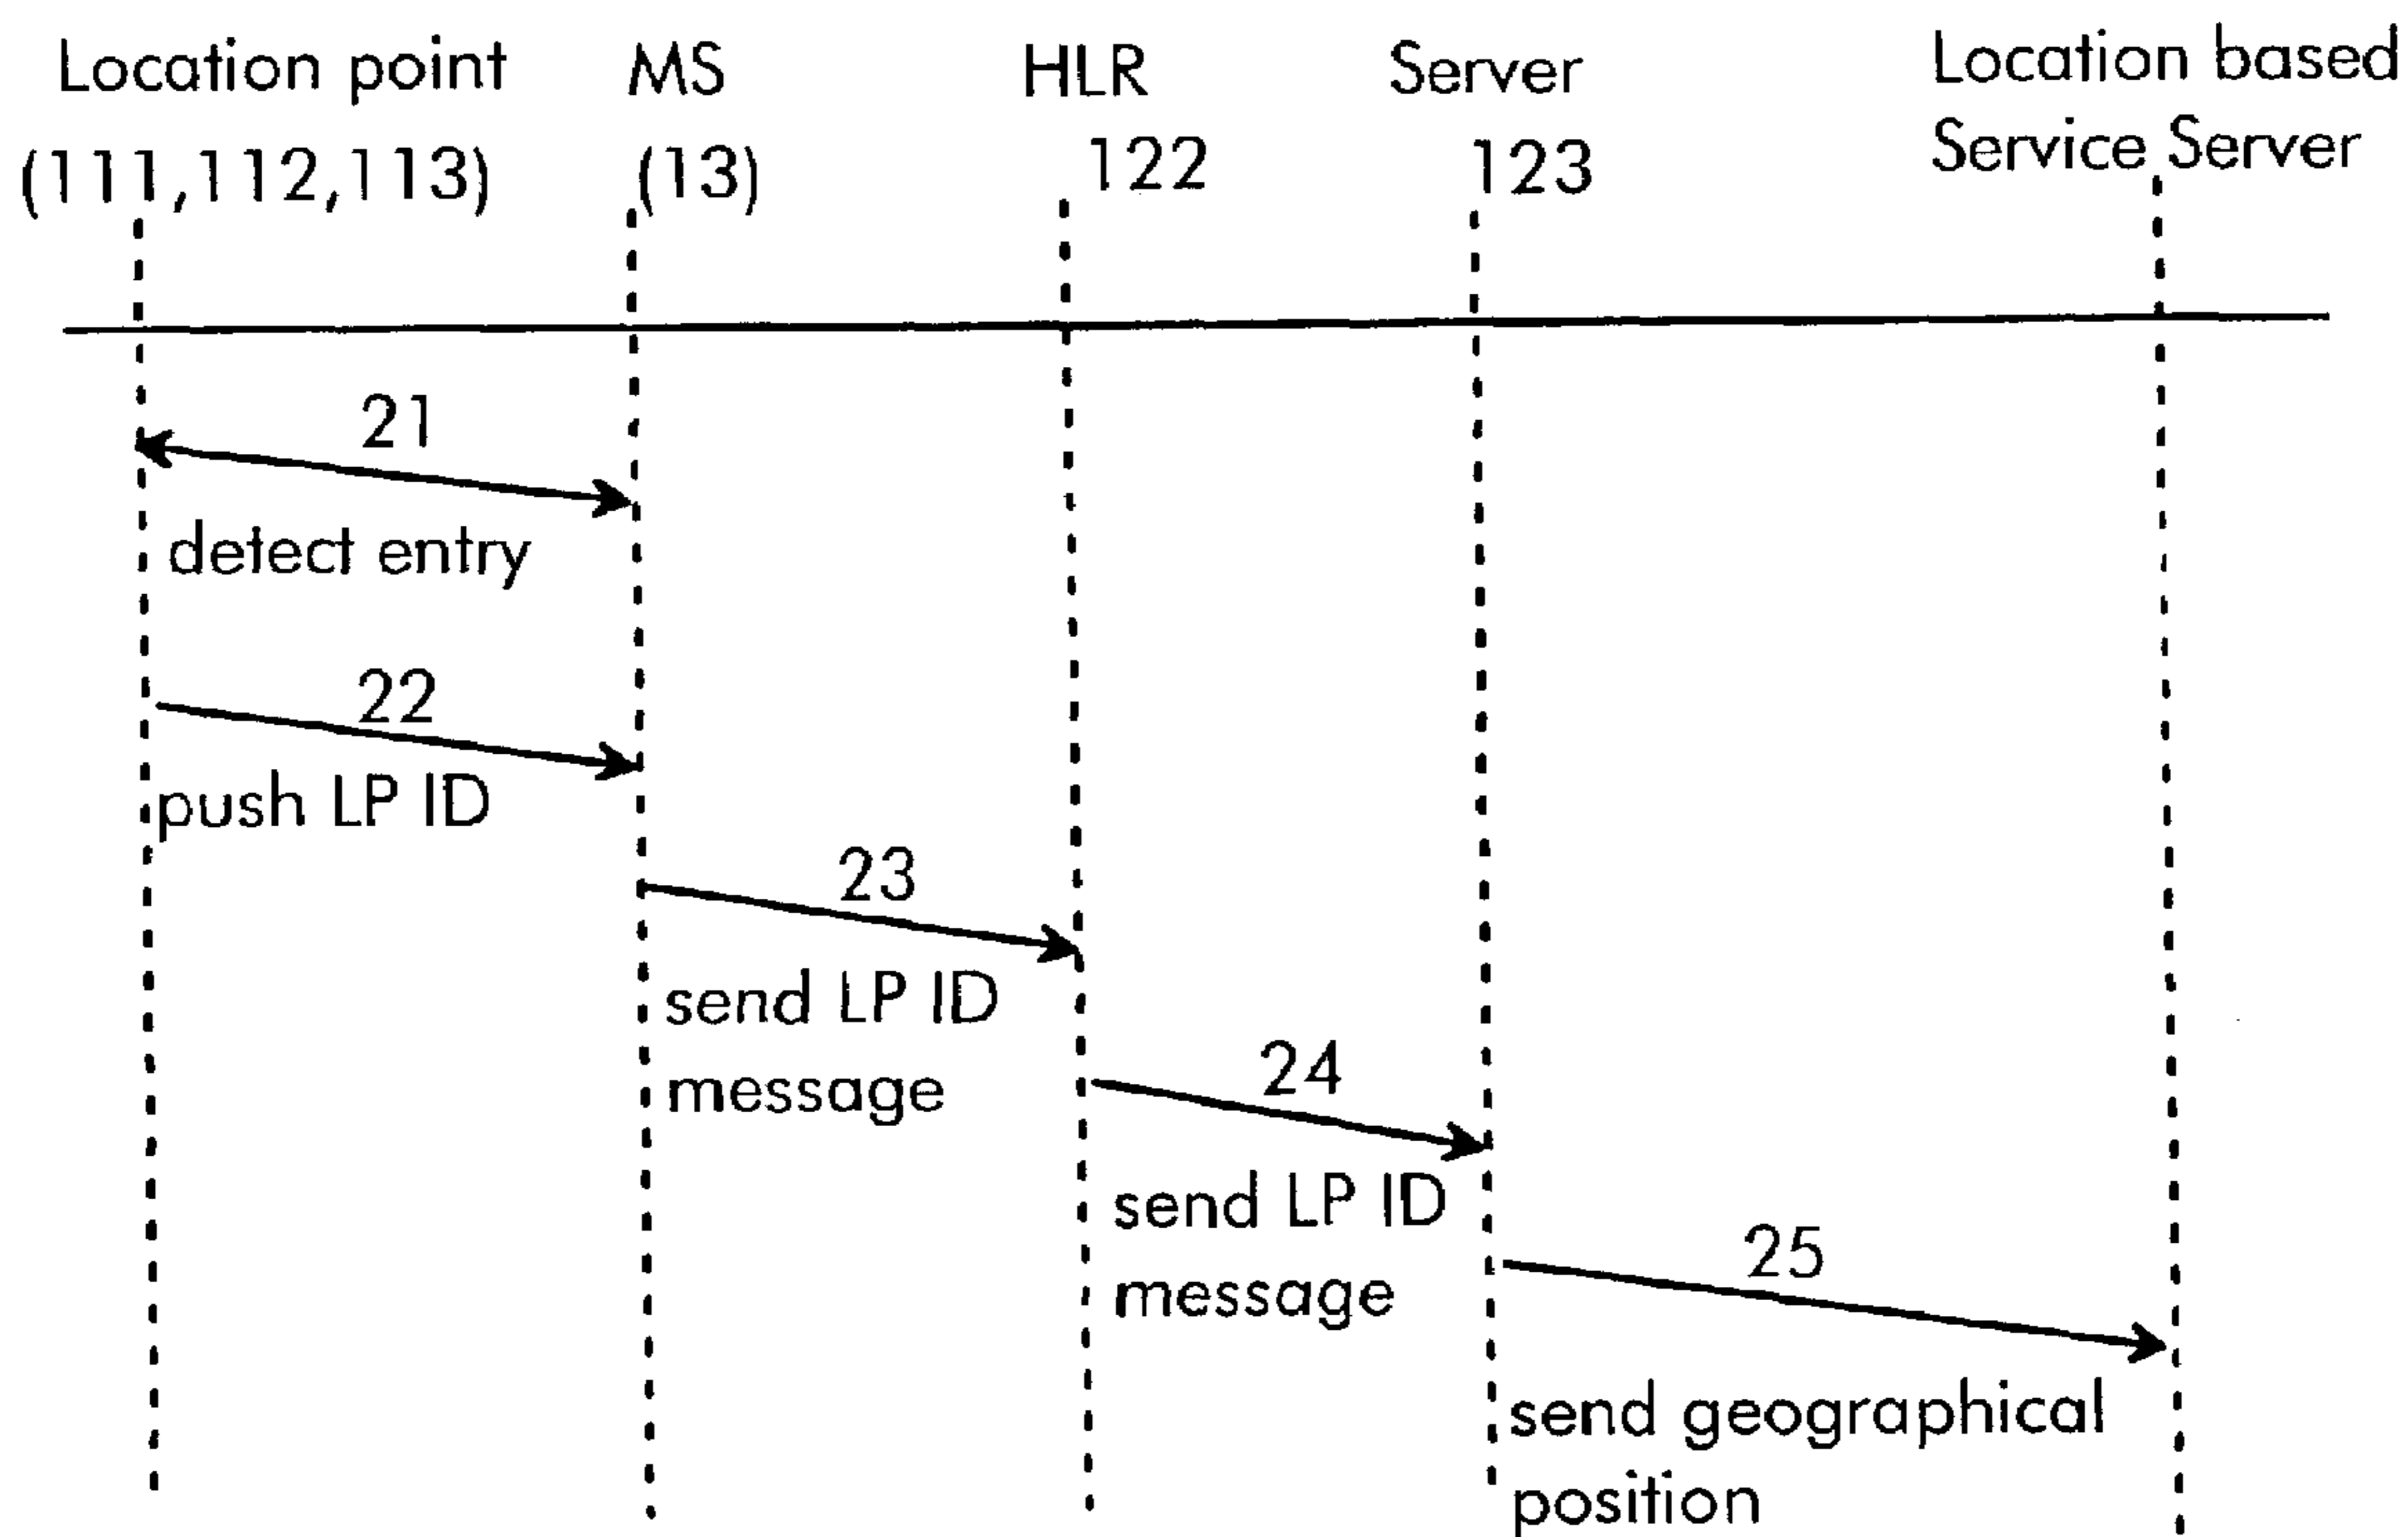 Location point
(111,112,113)
MS
(13)
HLR
122
Server
123
Location based
Service Server
21
detect entry
22
push LP ID
23
send LP ID
message
24
send LP ID
message
25
send geographical
position